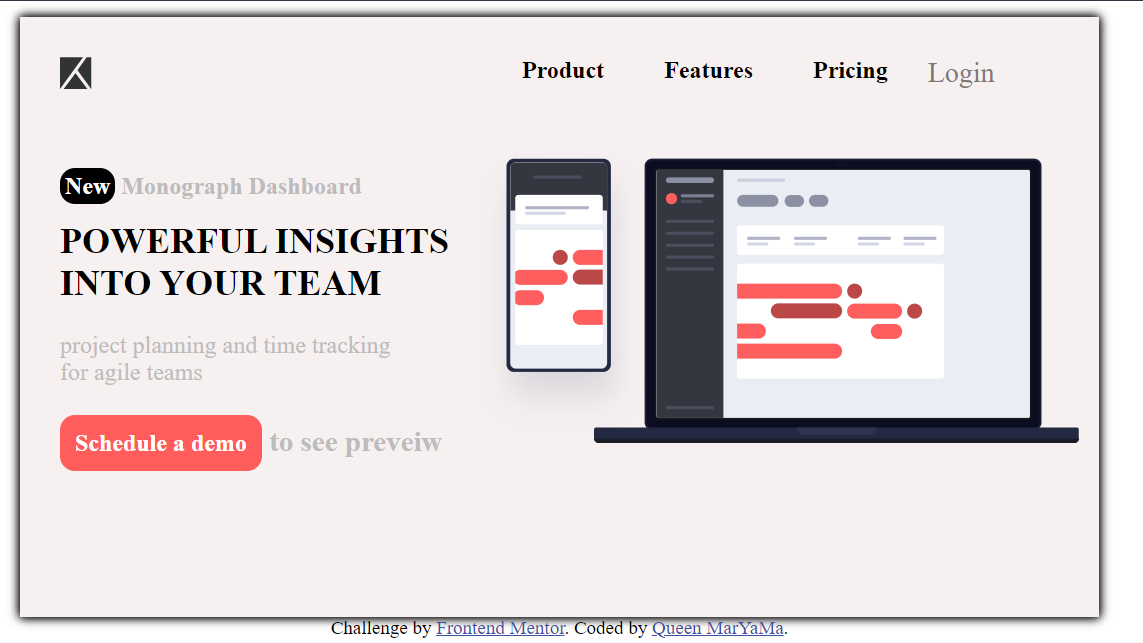 Product Features Pricing Login
New Monograph Dashboard
POWERFUL INSIGHTS
INTO YOUR TEAM
project planning and time tracking
for agile teams
Schedule a demo to see preveiw
Challenge by Frontend Mentor. Coded by Queen MarYaMa.